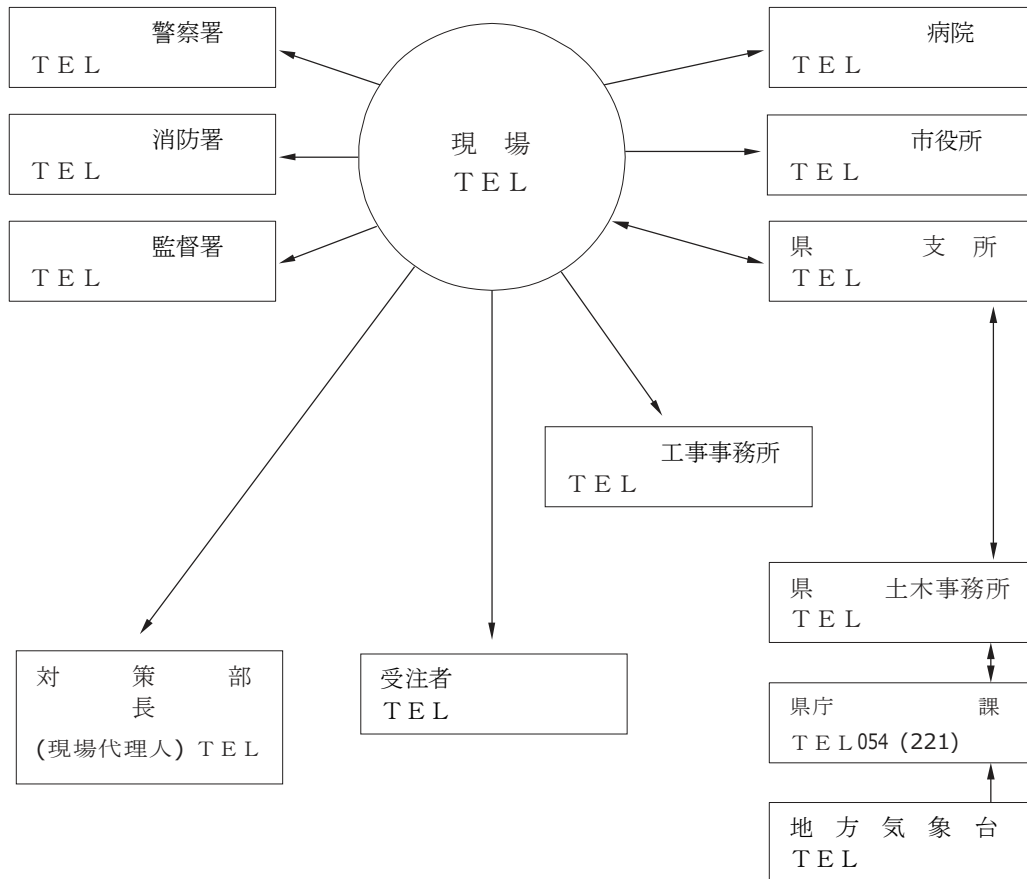 警察署
ＴＥＬ
消防署
ＴＥＬ
監督署
ＴＥＬ
現　場
ＴＥＬ
病院
ＴＥＬ
市役所
ＴＥＬ
県　支　所
ＴＥＬ
工事事務所
ＴＥＬ
県　土木事務所
ＴＥＬ
対　策　部
長
(現場代理人) ＴＥＬ
受注者
ＴＥＬ
県庁　課
ＴＥＬ054 (221)
地　方　気　象　台
ＴＥＬ